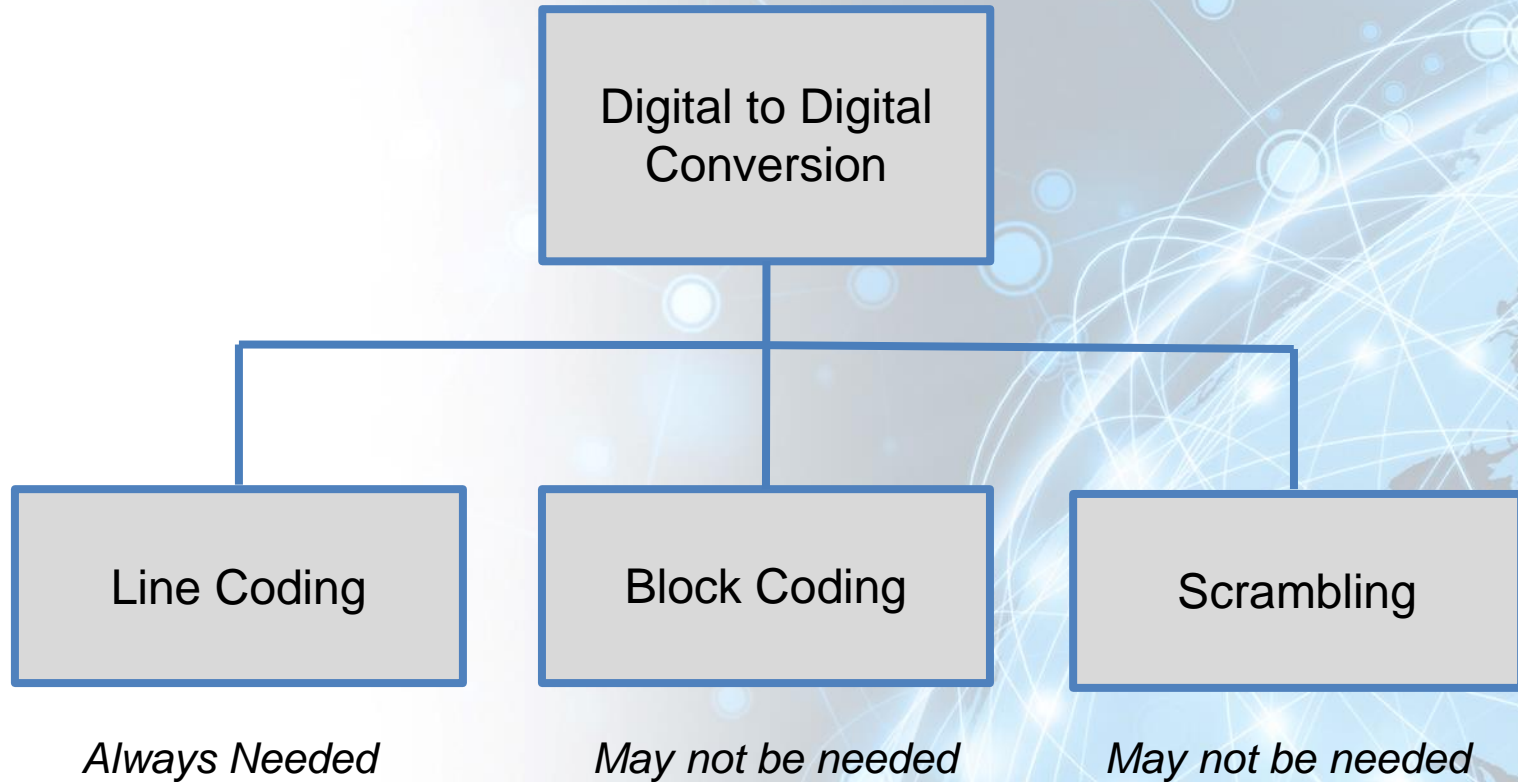 Digital to Digital
Conversion
Line Coding
Block Coding
Scrambling
Always Needed
May not be needed
May not be needed